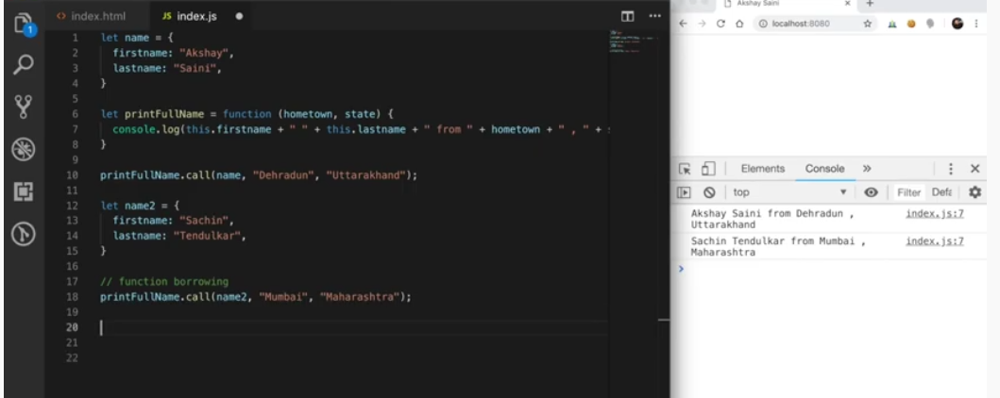 index.html
JS index.js
1
1 let name = {
2 firstname: "Akshay",
3 lastname: "Saini",
4 }
5
6 let printFullName = function (hometown, state) {
7 console.log(this.firstname + " " + this.lastname + " from " + hometown + " , " +
8 }
9
10 printFullName.call(name, "Dehradun", "Uttarakhand");
11
12 let name2 = {
13 firstname: "Sachin",
14 lastname: "Tendulkar",
15 }
16
17 // function borrowing
18 printFullName.call(name2, "Mumbai", "Maharashtra");
19
20
21
22
Akshay Saini
localhost:8080
Elements Console
top Filter Defa
Akshay Saini from Dehradun , index.js:7
Uttarakhand
Sachin Tendulkar from Mumbai , index.js:7
Maharashtra